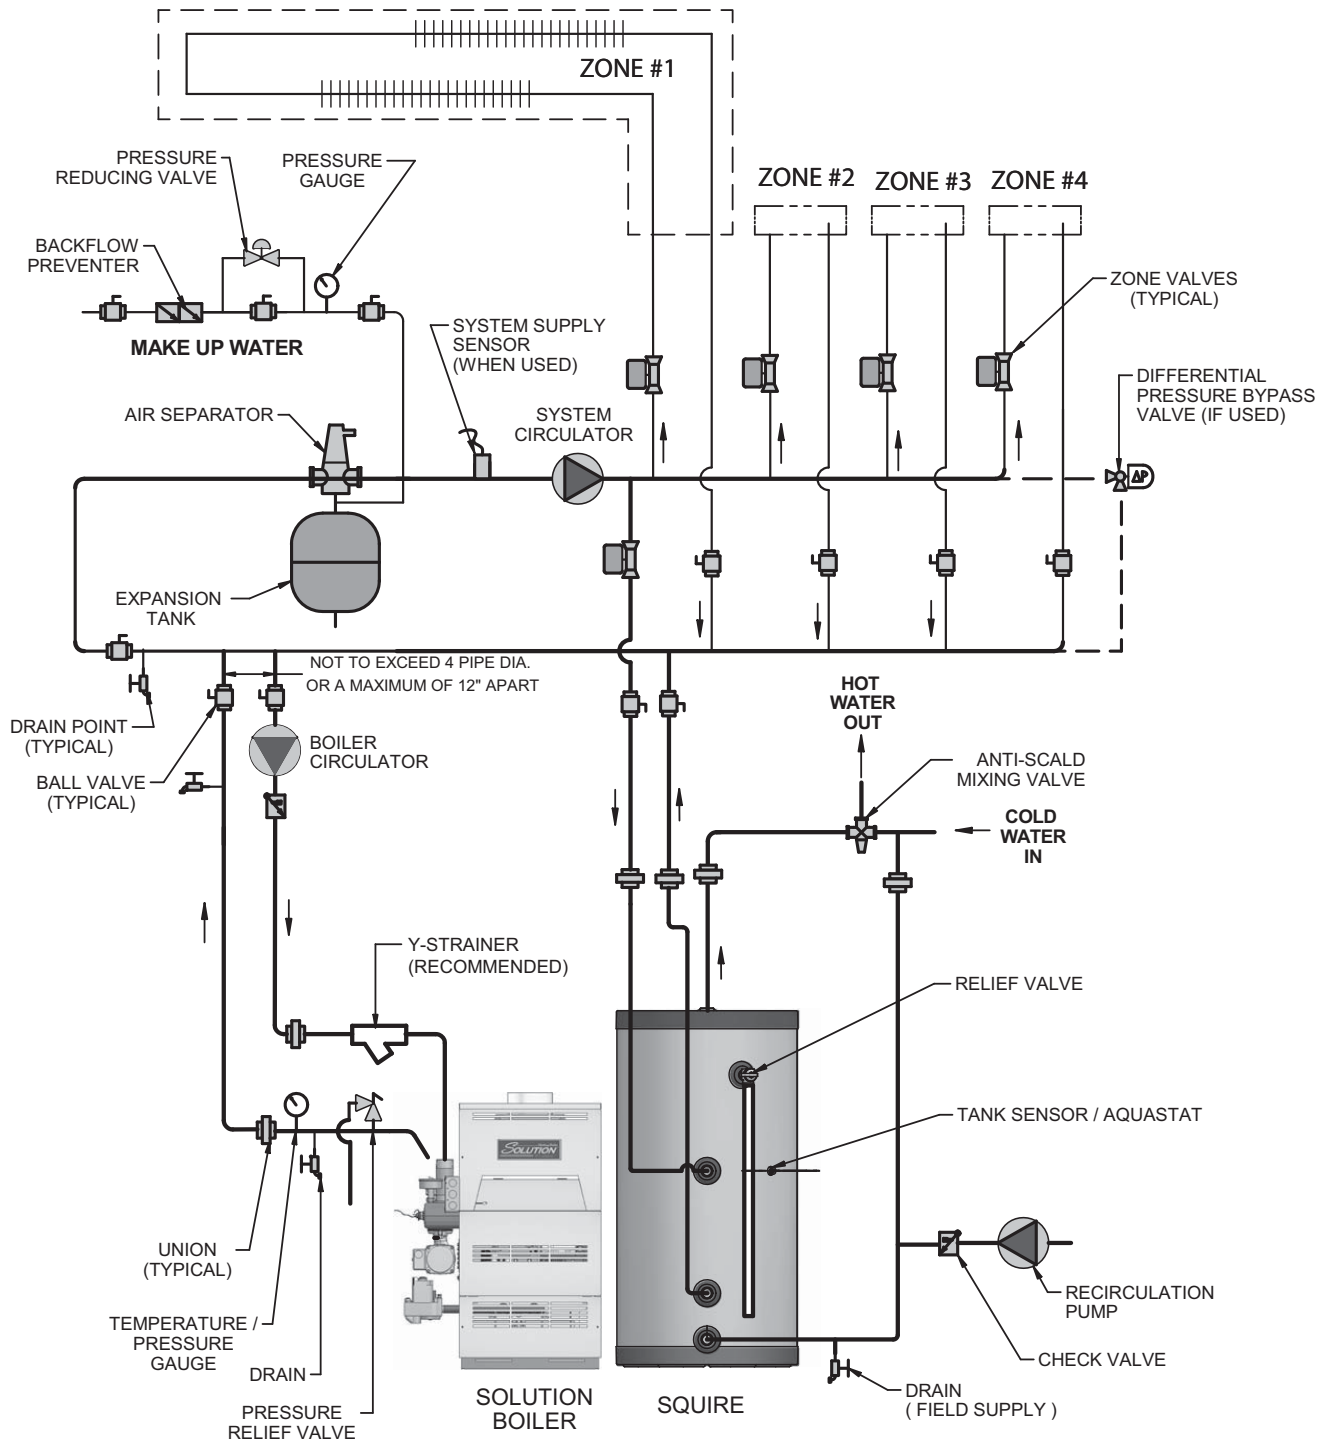 ZONE #1
PRESSURE
REDUCING VALVE
PRESSURE
GAUGE
ZONE #2
ZONE #3
ZONE #4
BACKFLOW
PREVENTER
ZONE VALVES
(TYPICAL)
MAKE UP WATER
SYSTEM SUPPLY
SENSOR
(WHEN USED)
DIFFERENTIAL
PRESSURE BYPASS
VALVE (IF USED)
AIR SEPARATOR
SYSTEM
CIRCULATOR
ΔP
EXPANSION
TANK
NOT TO EXCEED 4 PIPE DIA.
OR A MAXIMUM OF 12" APART
HOT
WATER
OUT
DRAIN POINT
(TYPICAL)
BOILER
CIRCULATOR
ANTI-SCALD
MIXING VALVE
BALL VALVE
(TYPICAL)
COLD
WATER
IN
Y-STRAINER
(RECOMMENDED)
RELIEF VALVE
TANK SENSOR / AQUASTAT
SOLUTION
UNION
(TYPICAL)
RECIRCULATION
PUMP
TEMPERATURE /
PRESSURE
GAUGE
CHECK VALVE
DRAIN
DRAIN
( FIELD SUPPLY )
SOLUTION
BOILER
SQUIRE
PRESSURE
RELIEF VALVE